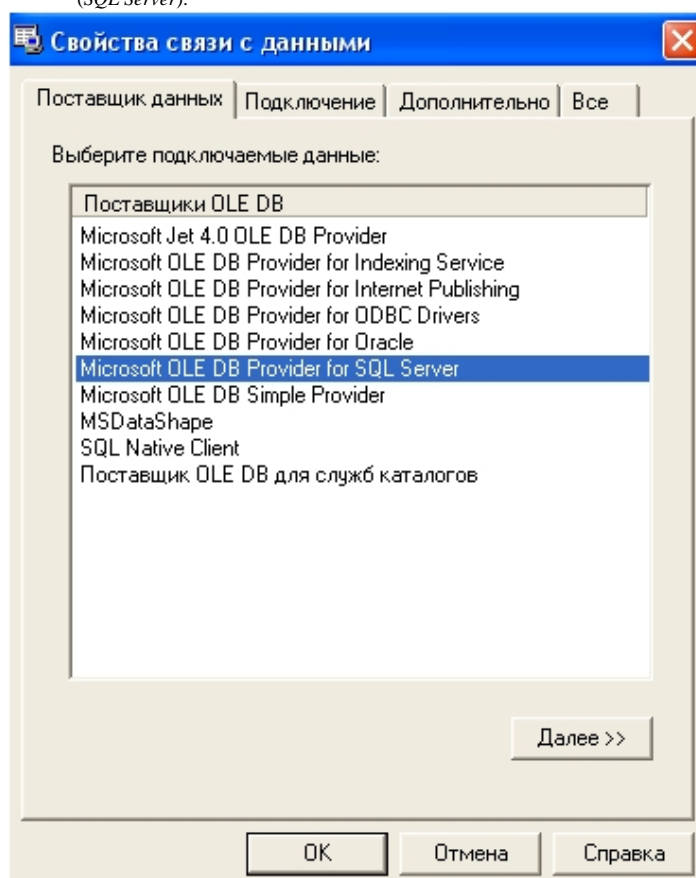 (SQL Server).
Свойства связи с данными
Поставщик данных Подключение Дополнительно Все
Выберите подключаемые данные:
Поставщики OLE DB
Microsoft Jet 4.0 OLE DB Provider
Microsoft OLE DB Provider for Indexing Service
Microsoft OLE DB Provider for Internet Publishing
Microsoft OLE DB Provider for ODBC Drivers
Microsoft OLE DB Provider for Oracle
Microsoft OLE DB Provider for SQL Server
Microsoft OLE DB Simple Provider
MSDataShape
SQL Native Client
Поставщик OLE DB для служб каталогов
Далее >>
ОК Отмена Справка